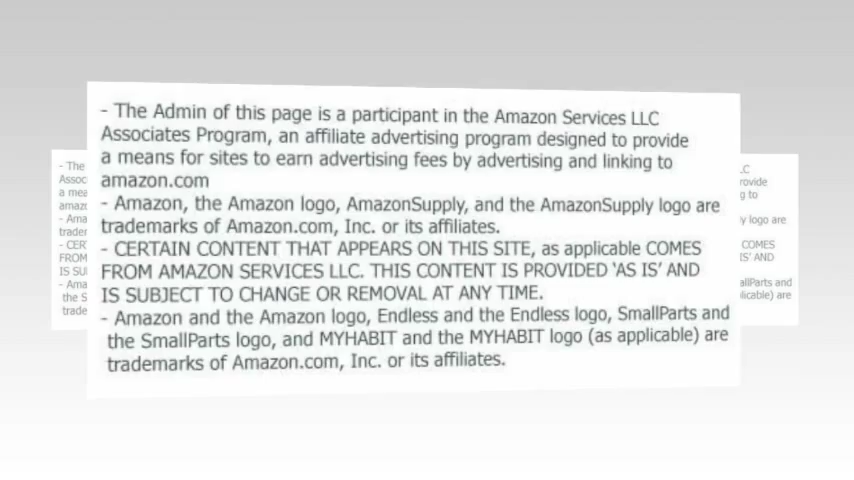 - The Admin of this page is a participant in the Amazon Services LLC
Associates Program, an affiliate advertising program designed to provide
a means for sites to earn advertising fees by advertising and linking to
amazon.com
- Amazon, the Amazon logo, AmazonSupply, and the AmazonSupply logo are
trademarks of Amazon.com, Inc. or its affiliates.
- CERTAIN CONTENT THAT APPEARS ON THIS SITE, as applicable COMES
FROM AMAZON SERVICES LLC. THIS CONTENT IS PROVIDED 'AS IS' AND
IS SUBJECT TO CHANGE OR REMOVAL AT ANY TIME.
- Amazon and the Amazon logo, Endless and the Endless logo, SmallParts and
the SmallParts logo, and MYHABIT and the MYHABIT logo (as applicable) are
trademarks of Amazon.com, Inc. or its affiliates.